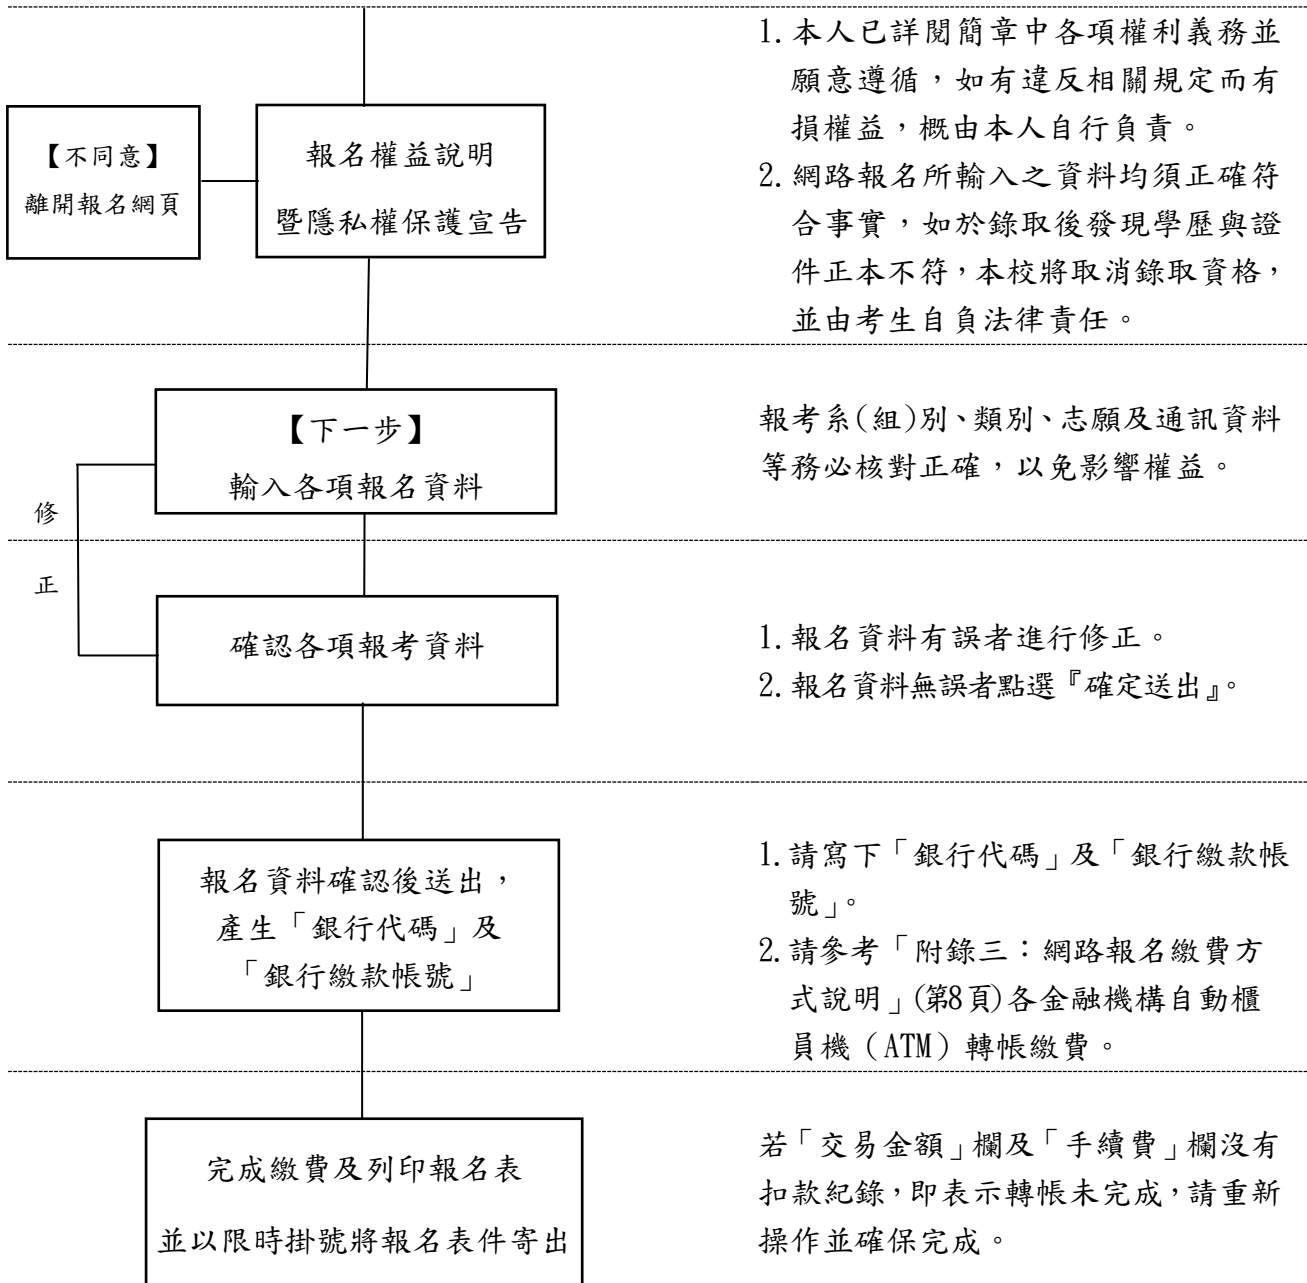 【不同意】
離開報名網頁
報名權益說明
暨隱私權保護宣告
1.本人已詳閱簡章中各項權利義務並
願意遵循，如有違反相關規定而有
損權益，概由本人自行負責。
2.網路報名所輸入之資料均須正確符
合事實，如於錄取後發現學歷與證
件正本不符，本校將取消錄取資格，
並由考生自負法律責任。
【下一步】
輸入各項報名資料
報考系(組)別、類別、志願及通訊資料
等務必核對正確，以免影響權益。
修
正
確認各項報考資料
1.報名資料有誤者進行修正。
2.報名資料無誤者點選『確定送出』。
報名資料確認後送出，
產生「銀行代碼」及
「銀行繳款帳號」
1.請寫下「銀行代碼」及「銀行繳款帳
號」。
2.請參考「附錄三：網路報名繳費方
式說明」(第8頁)各金融機構自動櫃
員機（ATM）轉帳繳費。
完成繳費及列印報名表
並以限時掛號將報名表件寄出
若「交易金額」欄及「手續費」欄沒有
扣款紀錄，即表示轉帳未完成，請重新
操作並確保完成。